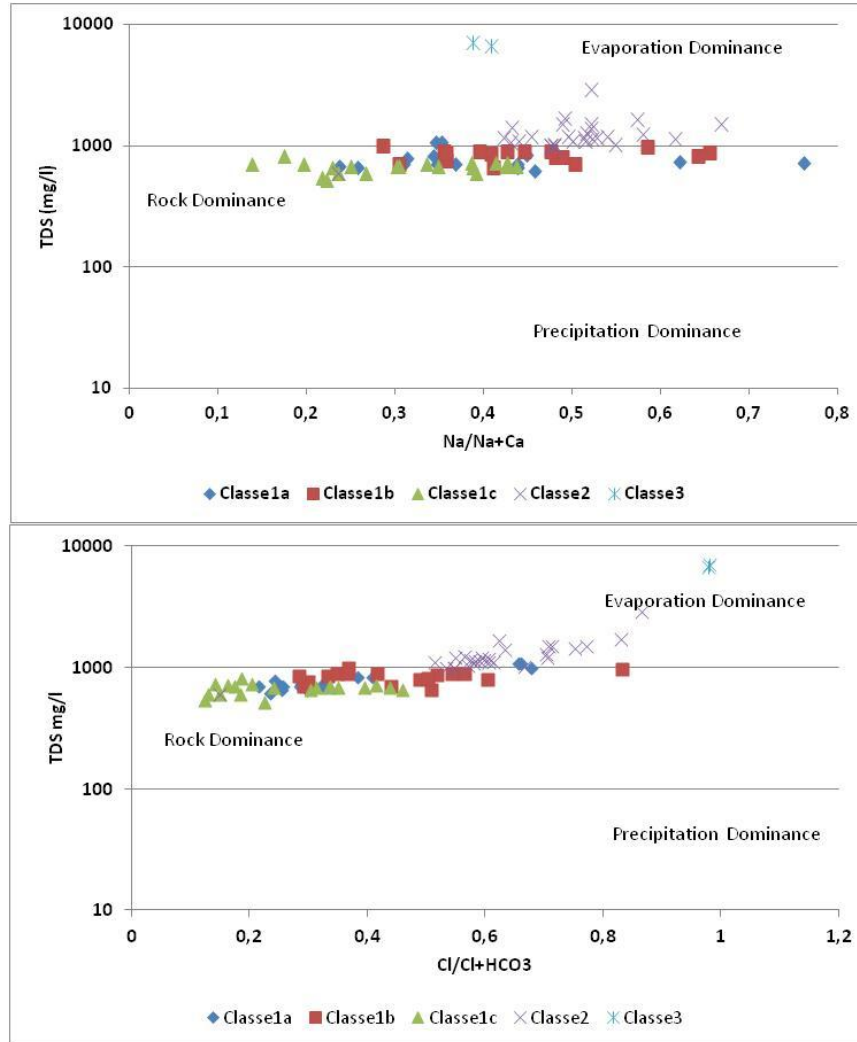 10000
Evaporation Dominance
1000
TDS (mg/l)
Rock Dominance
100
Precipitation Dominance
10
0 0,1 0,2 0,3 0,4 0,5 0,6 0,7 0,8
Na/Na+Ca
Classe1a Classe1b Classe1c Classe2 Classe3
10000
Evaporation Dominance
1000
TDS mg/l
Rock Dominance
100
Precipitation Dominance
10
0 0,2 0,4 0,6 0,8 1 1,2
Cl/Cl+HCO3
Classe1a Classe1b Classe1c Classe2 Classe3